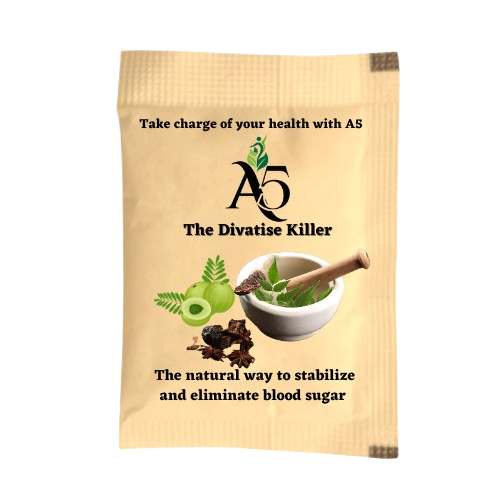 Take charge of your health with A5
A5
The Divatise Killer
The natural way to stabilize
and eliminate blood sugar